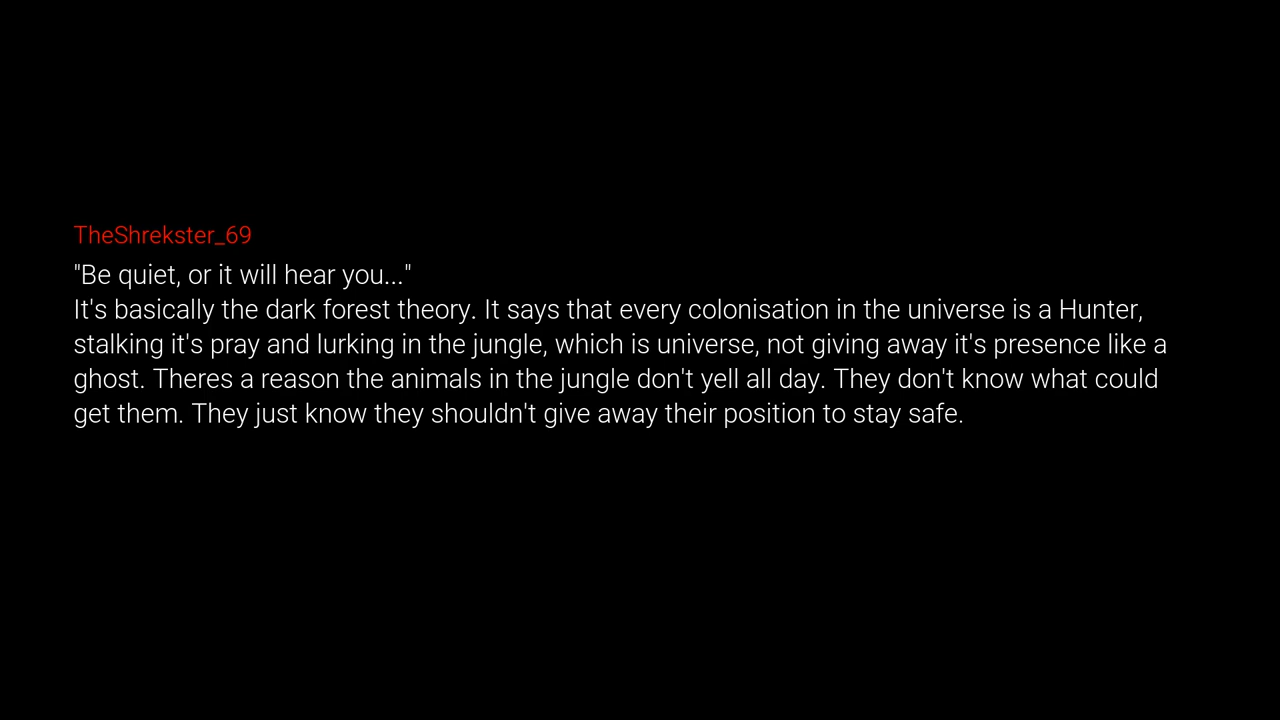 TheShrekster_69
"Be quiet, or it will hear you..."
It's basically the dark forest theory. It says that every colonisation in the universe is a Hunter,
stalking it's pray and lurking in the jungle, which is universe, not giving away it's presence like a
ghost. Theres a reason the animals in the jungle don't yell all day. They don't know what could
get them. They just know they shouldn't give away their position to stay safe.